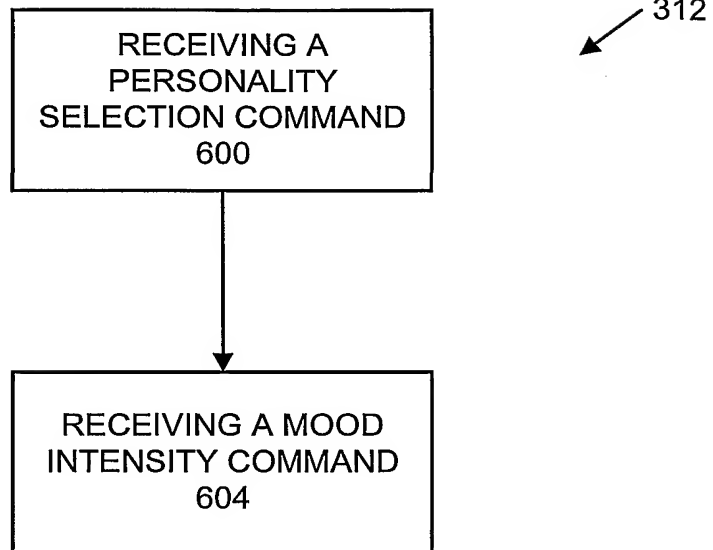 312
RECEIVING A
PERSONALITY
SELECTION COMMAND
600
RECEIVING A MOOD
INTENSITY COMMAND
604